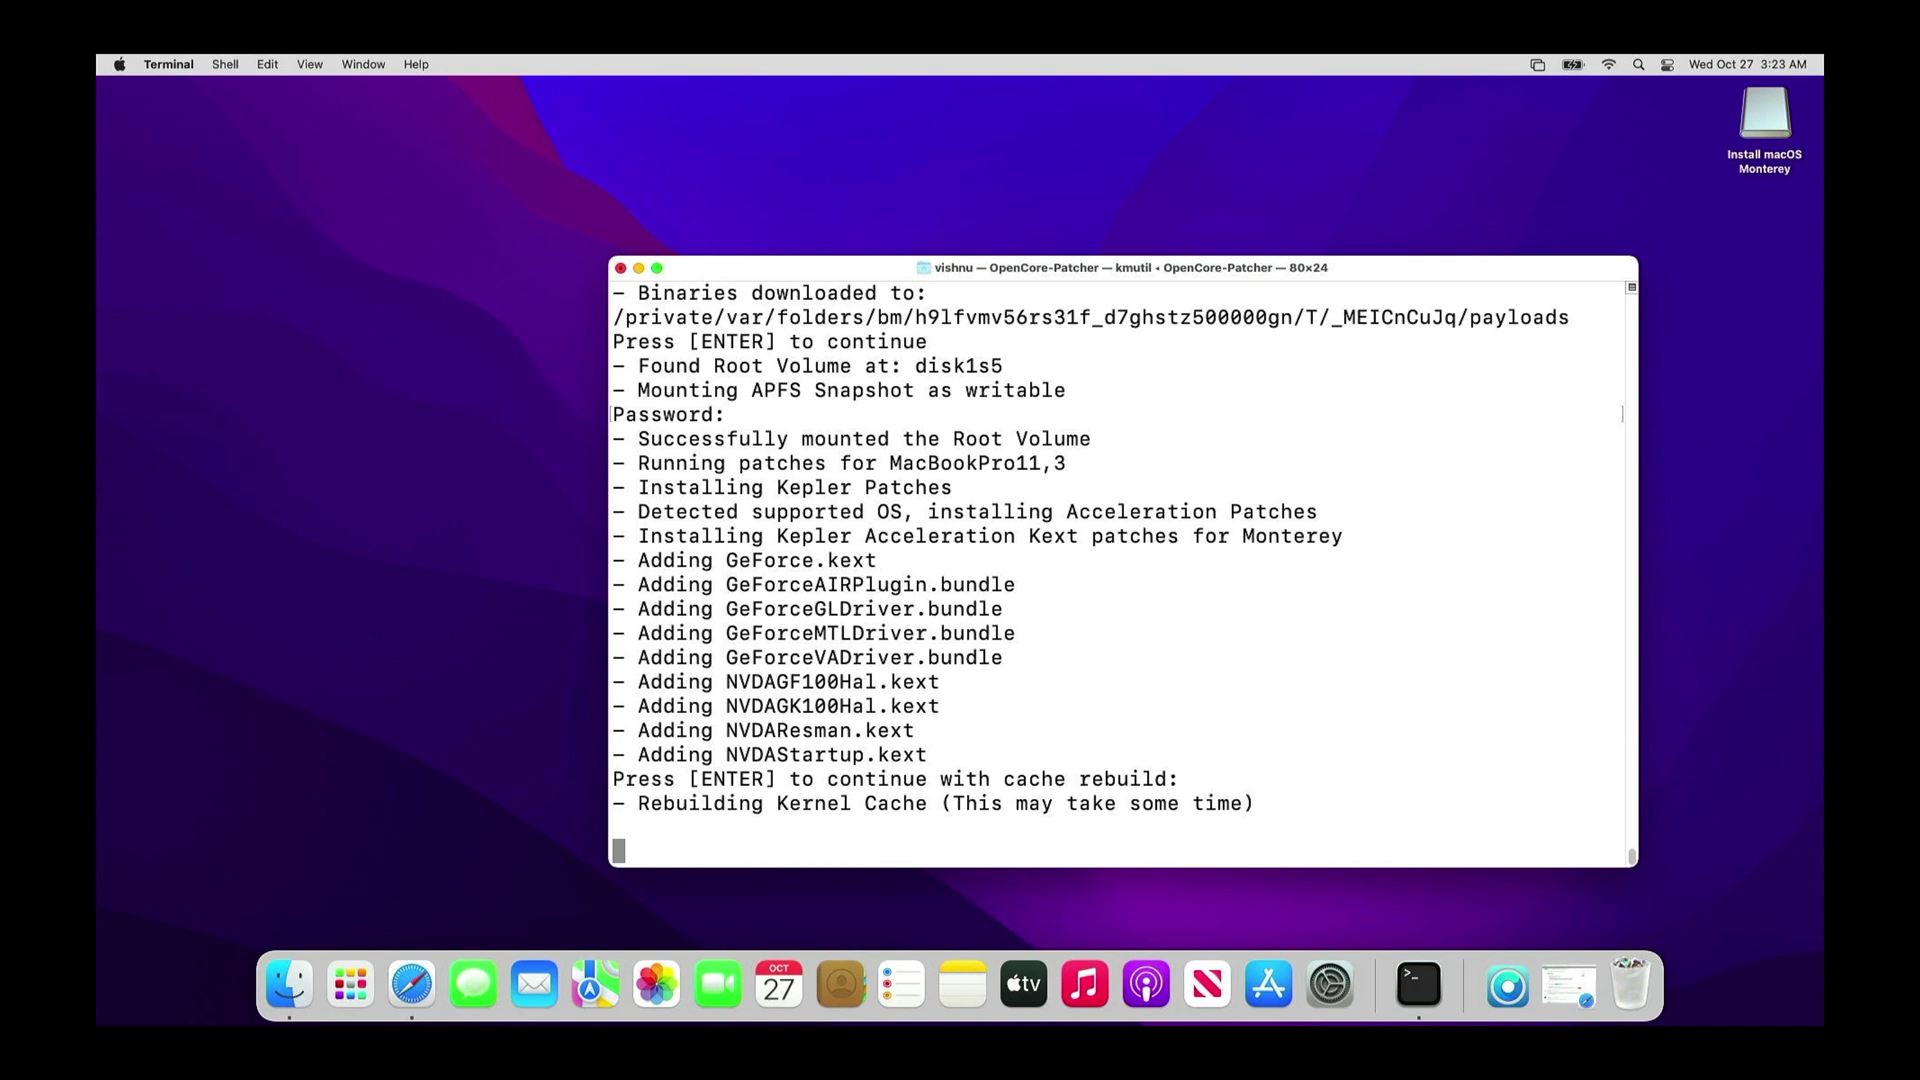 Terminal Shell Edit View Window Help Wed Oct 27 3:23 AM
Install macOS
Monterey
vishnu — OpenCore-Patcher — kmutil ◂ OpenCore-Patcher — 80×24
– Binaries downloaded to:
/private/var/folders/bm/h9lfvmv56rs31f_d7ghstz500000gn/T/_MEICnCuJq/payloads
Press [ENTER] to continue
– Found Root Volume at: disk1s5
– Mounting APFS Snapshot as writable
Password:
– Successfully mounted the Root Volume
– Running patches for MacBookPro11,3
– Installing Kepler Patches
– Detected supported OS, installing Acceleration Patches
– Installing Kepler Acceleration Kext patches for Monterey
– Adding GeForce.kext
– Adding GeForceAIRPlugin.bundle
– Adding GeForceGLDriver.bundle
– Adding GeForceMTLDriver.bundle
– Adding GeForceVADriver.bundle
– Adding NVDAGF100Hal.kext
– Adding NVDAGK100Hal.kext
– Adding NVDAResman.kext
– Adding NVDAStartup.kext
Press [ENTER] to continue with cache rebuild:
– Rebuilding Kernel Cache (This may take some time)
OCT
27
tv
>_